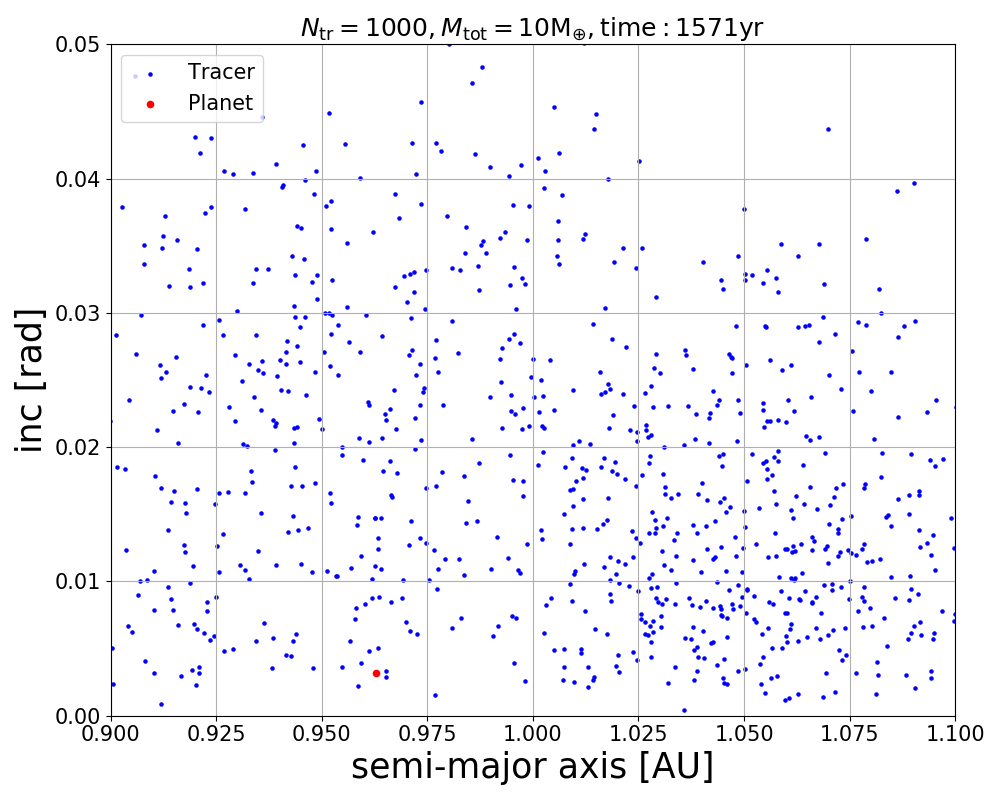 N_tr = 1000, M_tot = 10M_⊕, time : 1571yr
Tracer
Planet
inc [rad]
0.05
0.04
0.03
0.02
0.01
0.00
0.900 0.925 0.950 0.975 1.000 1.025 1.050 1.075 1.100
semi-major axis [AU]